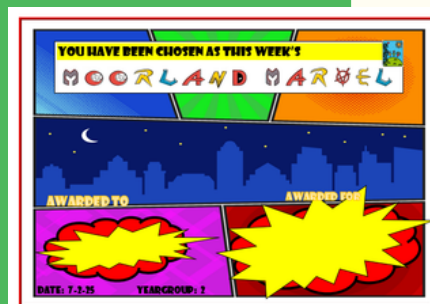 YOU HAVE BEEN CHOSEN AS THIS WEEK'S
MOORLAND MARVEL
AWARDED TO
AWARDED FOR
DATE: 7-2-25 YEARGROUP: 2